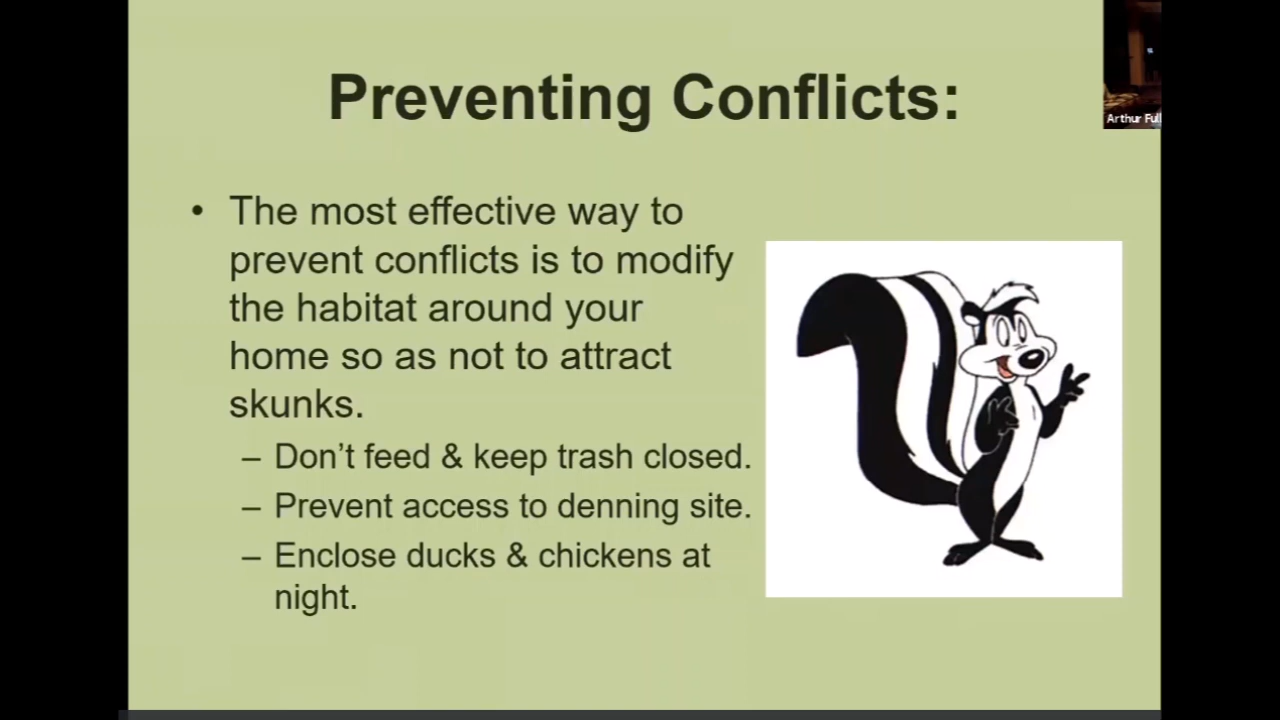 Preventing Conflicts:
Arthur Ful
• The most effective way to
prevent conflicts is to modify
the habitat around your
home so as not to attract
skunks.
– Don’t feed & keep trash closed.
– Prevent access to denning site.
– Enclose ducks & chickens at
night.